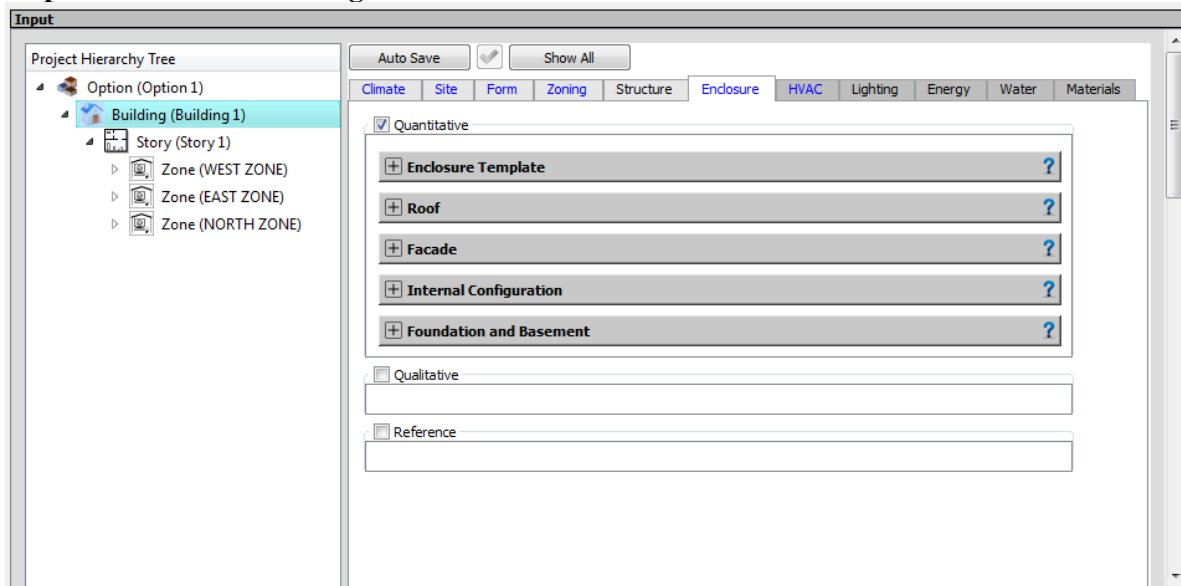 Input
Project Hierarchy Tree
Option (Option 1)
Building (Building 1)
Story (Story 1)
Zone (WEST ZONE)
Zone (EAST ZONE)
Zone (NORTH ZONE)
Auto Save Show All
Climate Site Form Zoning Structure Enclosure HVAC Lighting Energy Water Materials
Quantitative
Enclosure Template ?
Roof ?
Facade ?
Internal Configuration ?
Foundation and Basement ?
Qualitative
Reference